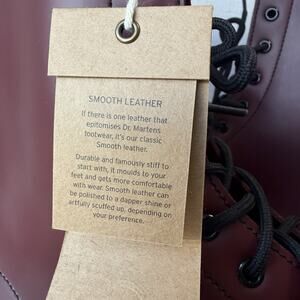 SMOOTH LEATHER
If there is one leather that
epitomises Dr. Martens
footwear, it's our classic
Smooth leather.
Durable and famously stiff to
start with, it moulds to your
feet and gets more comfortable
with wear. Smooth leather can
be polished to a dapper shine or
artfully scuffed up, depending on
your preference.